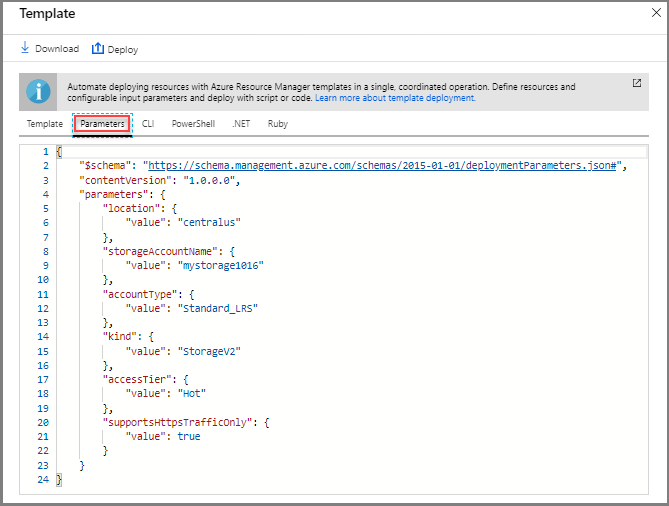 Template
Download Deploy
Automate deploying resources with Azure Resource Manager templates in a single, coordinated operation. Define resources and
configurable input parameters and deploy with script or code. Learn more about template deployment.
Template Parameters CLI PowerShell .NET Ruby
1 {
2 "$schema": "https://schema.management.azure.com/schemas/2015-01-01/deploymentParameters.json#",
3 "contentVersion": "1.0.0.0",
4 "parameters": {
5 "location": {
6 "value": "centralus"
7 },
8 "storageAccountName": {
9 "value": "mystorage1016"
10 },
11 "accountType": {
12 "value": "Standard_LRS"
13 },
14 "kind": {
15 "value": "StorageV2"
16 },
17 "accessTier": {
18 "value": "Hot"
19 },
20 "supportsHttpsTrafficOnly": {
21 "value": true
22 }
23 }
24 }